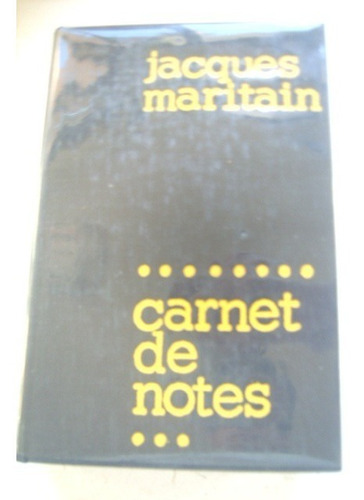 jacques
maritain
........
carnet
de
notes
...